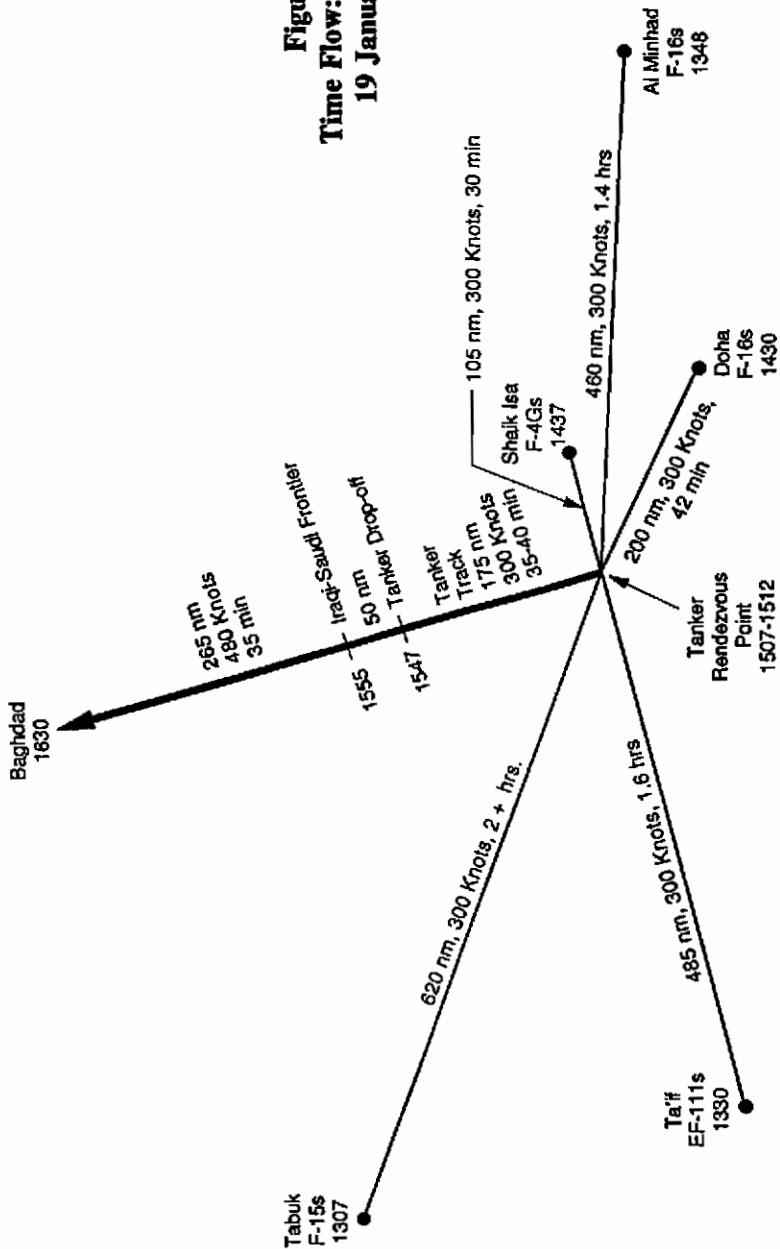 Figu
Time Flow:
19 Janua
Baghdad
1630
265 nm
480 Knots
35 min
Iraqi-Saudi Frontier
1555
50 nm
Tanker Drop-off
1547
Tanker
Track
175 nm
300 Knots
35-40 min
105 nm, 300 Knots, 30 min
Shaik Isa
F-4Gs
1437
460 nm, 300 Knots, 1.4 hrs
Al Minhad
F-16s
1348
Doha
F-16s
1430
200 nm, 300 Knots,
42 min
Tanker
Rendezvous
Point
1507-1512
620 nm, 300 Knots, 2 + hrs.
Tabuk
F-15s
1307
485 nm, 300 Knots, 1.6 hrs
Ta'if
EF-111s
1330